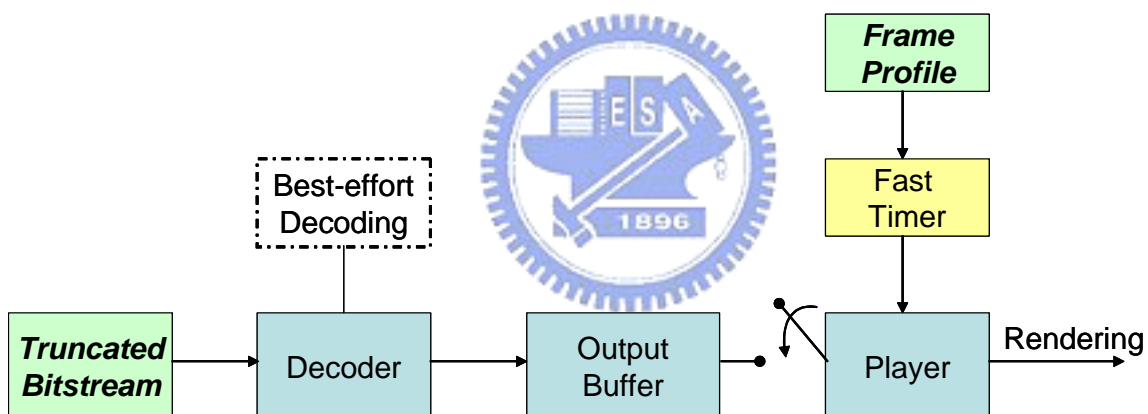 Frame
Profile
E S A
1896
Best-effort
Decoding
Fast
Timer
Truncated
Bitstream
Decoder
Output
Buffer
Player
Rendering